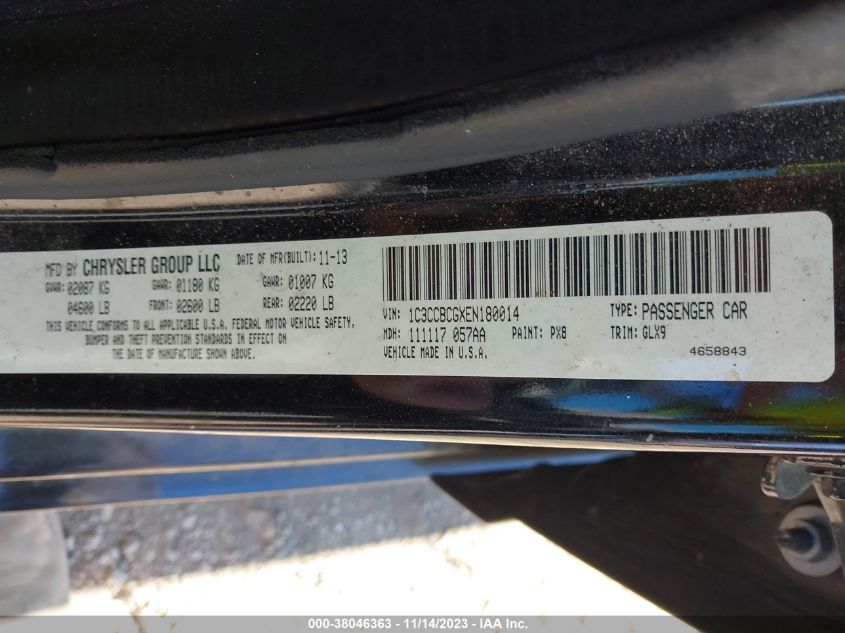 MFD BY CHRYSLER GROUP LLC DATE OF MFR(BUILT): 11-13
GVWR: 02087 KG GAWR: 01180 KG GAWR: 01007 KG
04600 LB FRONT: 02600 LB REAR: 02220 LB
THIS VEHICLE CONFORMS TO ALL APPLICABLE U.S.A. FEDERAL MOTOR VEHICLE SAFETY,
BUMPER AND THEFT PREVENTION STANDARDS IN EFFECT ON
THE DATE OF MANUFACTURE SHOWN ABOVE.
VIN: 1C3CCBCGXEN180014 TYPE: PASSENGER CAR
MDH: 111117 057AA PAINT: PX8 TRIM: GLX9
VEHICLE MADE IN U.S.A. 4658843
000-38046363 - 11/14/2023 - IAA Inc.